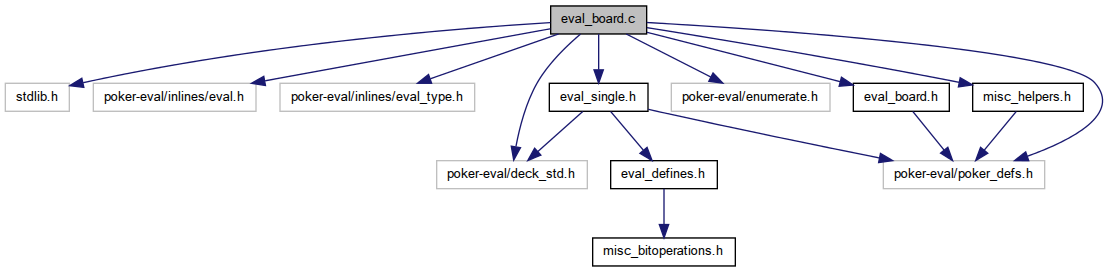 eval_board.c
stdlib.h
poker-eval/inlines/eval.h
poker-eval/inlines/eval_type.h
eval_single.h
poker-eval/enumerate.h
eval_board.h
misc_helpers.h
poker-eval/deck_std.h
eval_defines.h
poker-eval/poker_defs.h
misc_bitoperations.h